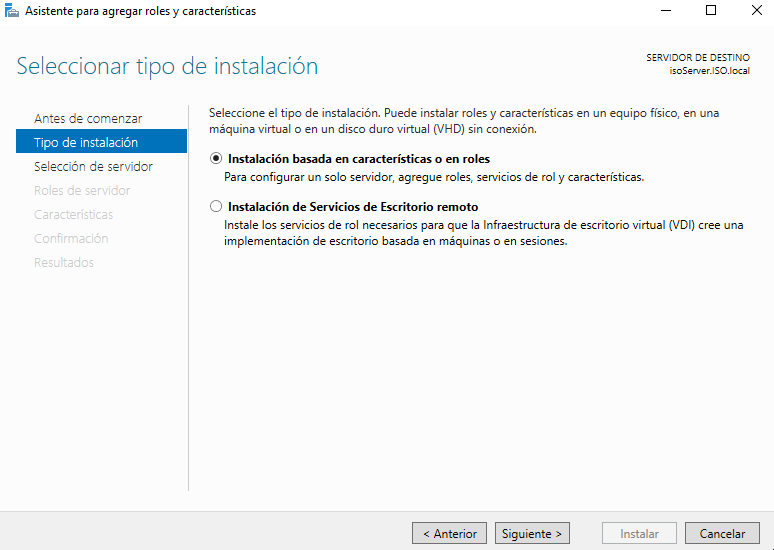 Asistente para agregar roles y características
Seleccionar tipo de instalación
SERVIDOR DE DESTINO
isoServer.ISO.local
Antes de comenzar
Tipo de instalación
Selección de servidor
Roles de servidor
Características
Confirmación
Resultados
Seleccione el tipo de instalación. Puede instalar roles y características en un equipo físico, en una
máquina virtual o en un disco duro virtual (VHD) sin conexión.
Instalación basada en características o en roles
Para configurar un solo servidor, agregue roles, servicios de rol y características.
Instalación de Servicios de Escritorio remoto
Instale los servicios de rol necesarios para que la Infraestructura de escritorio virtual (VDI) cree una
implementación de escritorio basada en máquinas o en sesiones.
< Anterior
Siguiente >
Instalar
Cancelar